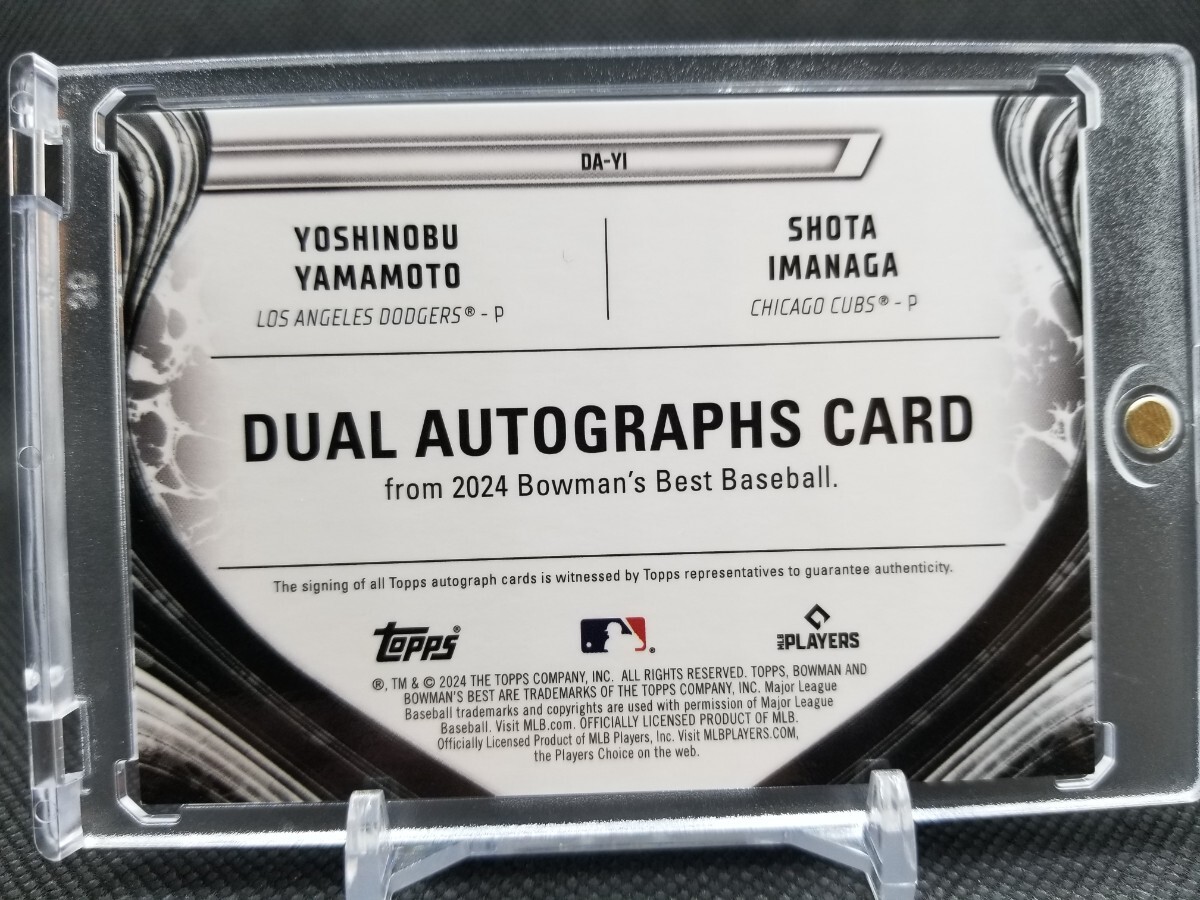 DA-YI
YOSHINOBU
YAMAMOTO
LOS ANGELES DODGERS® - P
SHOTA
IMANAGA
CHICAGO CUBS® - P
DUAL AUTOGRAPHS CARD
from 2024 Bowman's Best Baseball.
The signing of all Topps autograph cards is witnessed by Topps representatives to guarantee authenticity.
topps®
®
MLB PLAYERS
®, TM & © 2024 THE TOPPS COMPANY, INC. ALL RIGHTS RESERVED. TOPPS, BOWMAN AND
BOWMAN'S BEST ARE TRADEMARKS OF THE TOPPS COMPANY, INC. Major League
Baseball trademarks and copyrights are used with permission of Major League
Baseball. Visit MLB.com. OFFICIALLY LICENSED PRODUCT OF MLB.
Officially Licensed Product of MLB Players, Inc. Visit MLBPLAYERS.COM,
the Players Choice on the web.